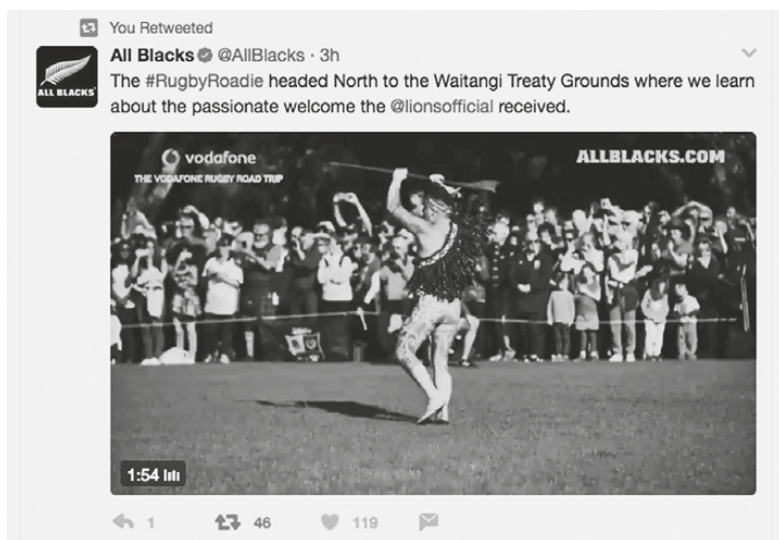 You Retweeted
All Blacks @AllBlacks · 3h
ALL BLACKS
The #RugbyRoadie headed North to the Waitangi Treaty Grounds where we learn
about the passionate welcome the @lionsofficial received.
vodafone
THE VODAFONE RUGBY ROAD TRIP
ALLBLACKS.COM
1:54
1 46 119